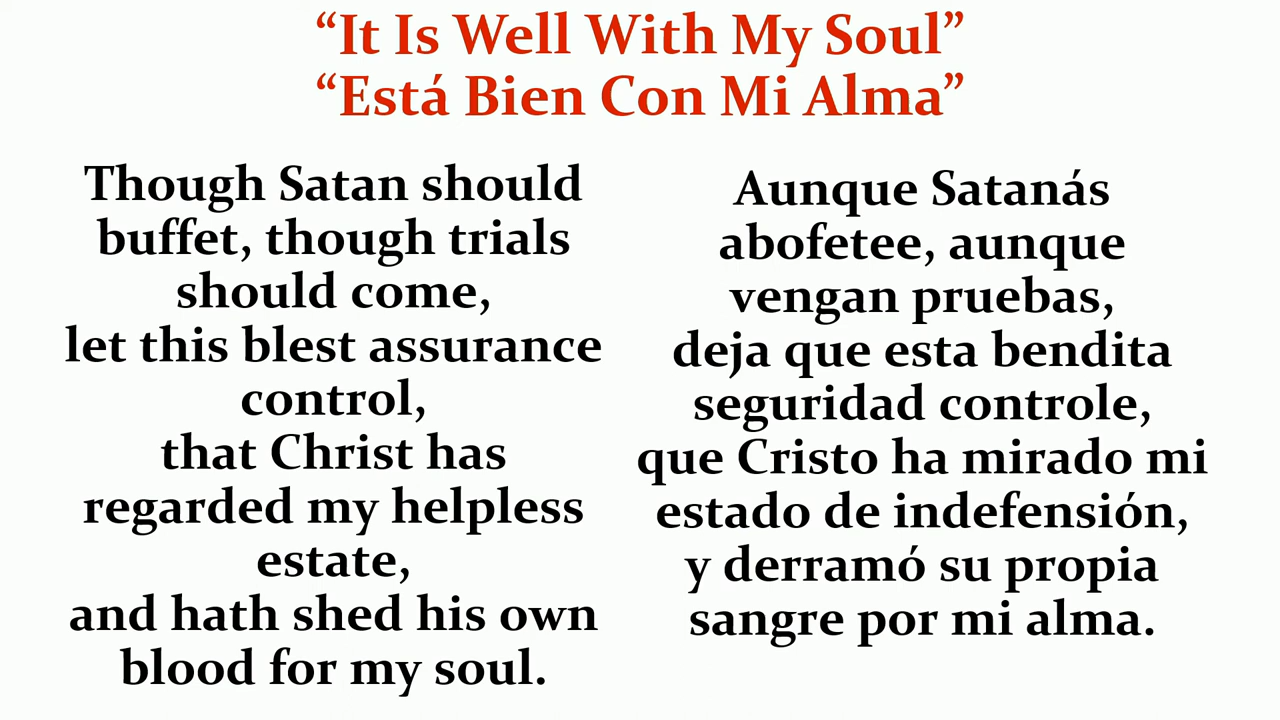 “It Is Well With My Soul”
“Está Bien Con Mi Alma”
Though Satan should
buffet, though trials
should come,
let this blest assurance
control,
that Christ has
regarded my helpless
estate,
and hath shed his own
blood for my soul.
Aunque Satanás
abofetee, aunque
vengan pruebas,
deja que esta bendita
seguridad controle,
que Cristo ha mirado mi
estado de indefensión,
y derramó su propia
sangre por mi alma.